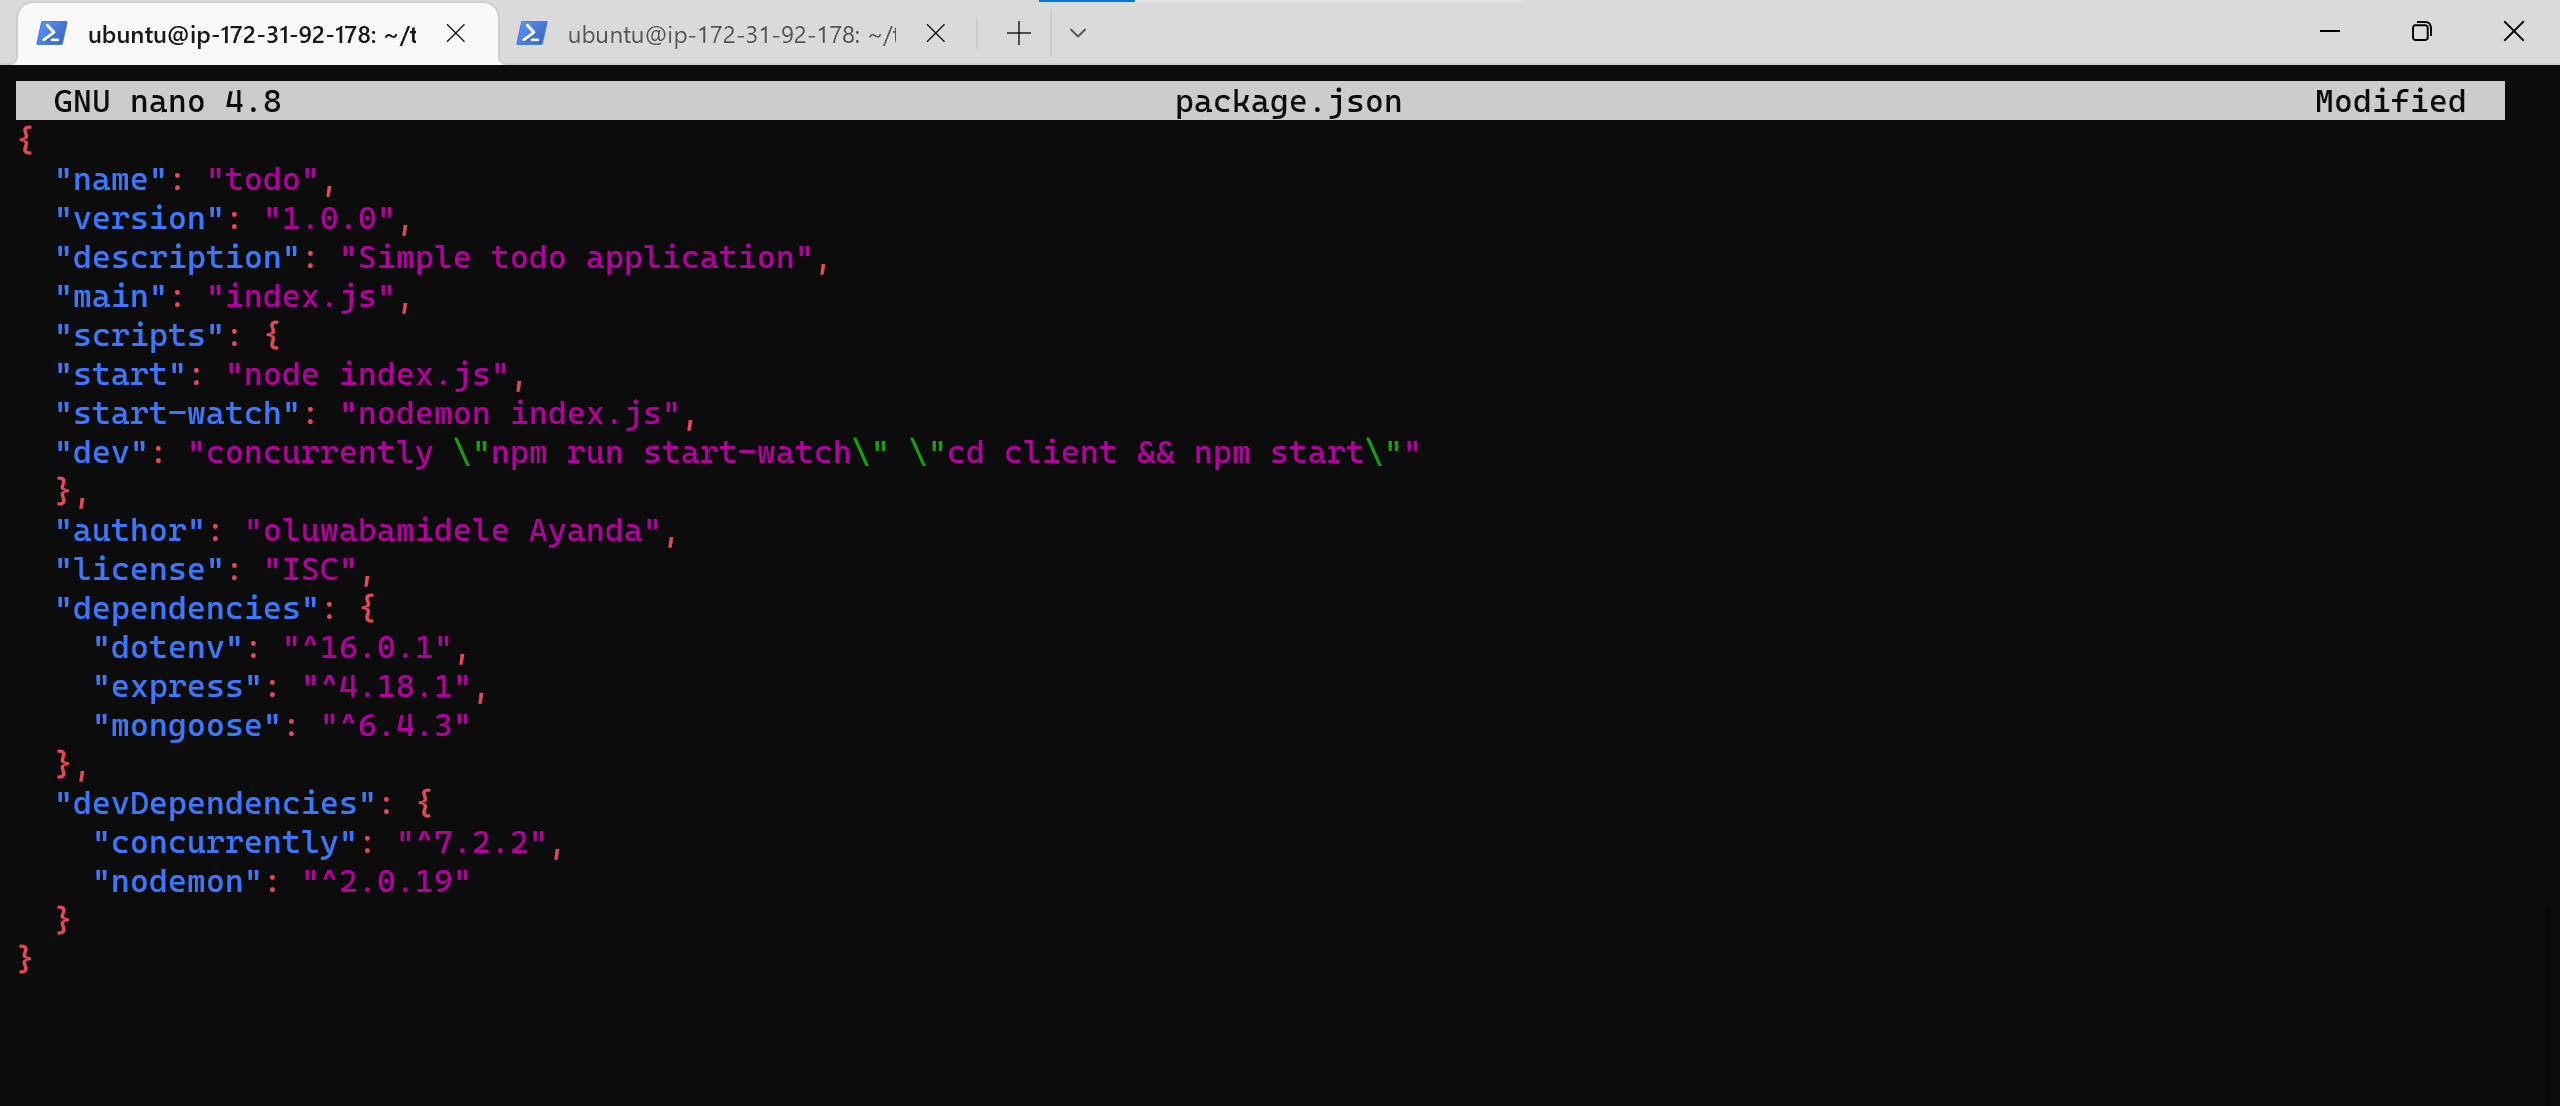 ubuntu@ip-172-31-92-178: ~/t ubuntu@ip-172-31-92-178: ~/t
GNU nano 4.8 package.json Modified
{
  "name": "todo",
  "version": "1.0.0",
  "description": "Simple todo application",
  "main": "index.js",
  "scripts": {
  "start": "node index.js",
  "start-watch": "nodemon index.js",
  "dev": "concurrently \"npm run start-watch\" \"cd client && npm start\""
  },
  "author": "oluwabamidele Ayanda",
  "license": "ISC",
  "dependencies": {
    "dotenv": "^16.0.1",
    "express": "^4.18.1",
    "mongoose": "^6.4.3"
  },
  "devDependencies": {
    "concurrently": "^7.2.2",
    "nodemon": "^2.0.19"
  }
}